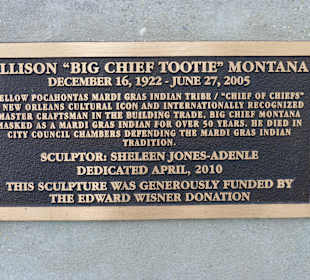 LLISON "BIG CHIEF TOOTIE" MONTANA
DECEMBER 16, 1922 - JUNE 27, 2005
ELLOW POCAHONTAS MARDI GRAS INDIAN TRIBE / "CHIEF OF CHIEFS"
NEW ORLEANS CULTURAL ICON AND INTERNATIONALLY RECOGNIZED
MASTER CRAFTSMAN IN THE BUILDING TRADE, BIG CHIEF MONTANA
MASKED AS A MARDI GRAS INDIAN FOR OVER 50 YEARS. HE DIED IN
CITY COUNCIL CHAMBERS DEFENDING THE MARDI GRAS INDIAN
TRADITION.
SCULPTOR: SHELEEN JONES-ADENLE
DEDICATED APRIL, 2010
THIS SCULPTURE WAS GENEROUSLY FUNDED BY
THE EDWARD WISNER DONATION